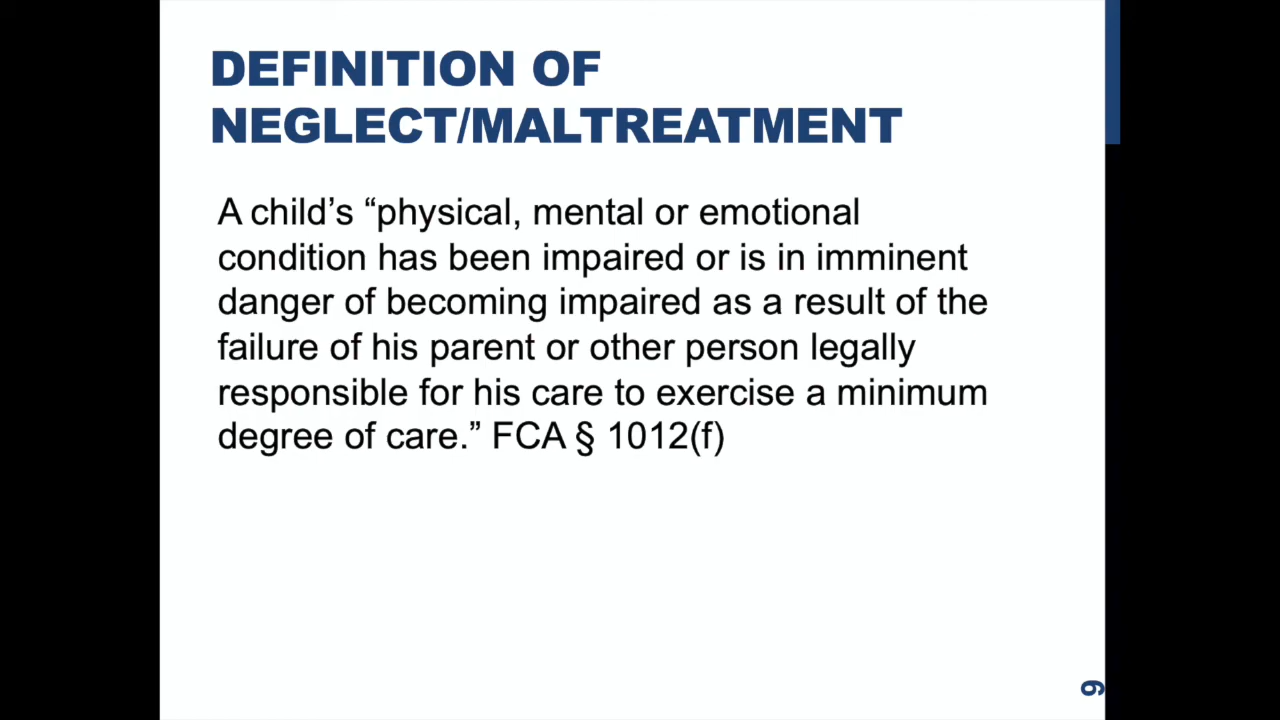 DEFINITION OF
NEGLECT/MALTREATMENT
A child’s “physical, mental or emotional
condition has been impaired or is in imminent
danger of becoming impaired as a result of the
failure of his parent or other person legally
responsible for his care to exercise a minimum
degree of care.” FCA § 1012(f)